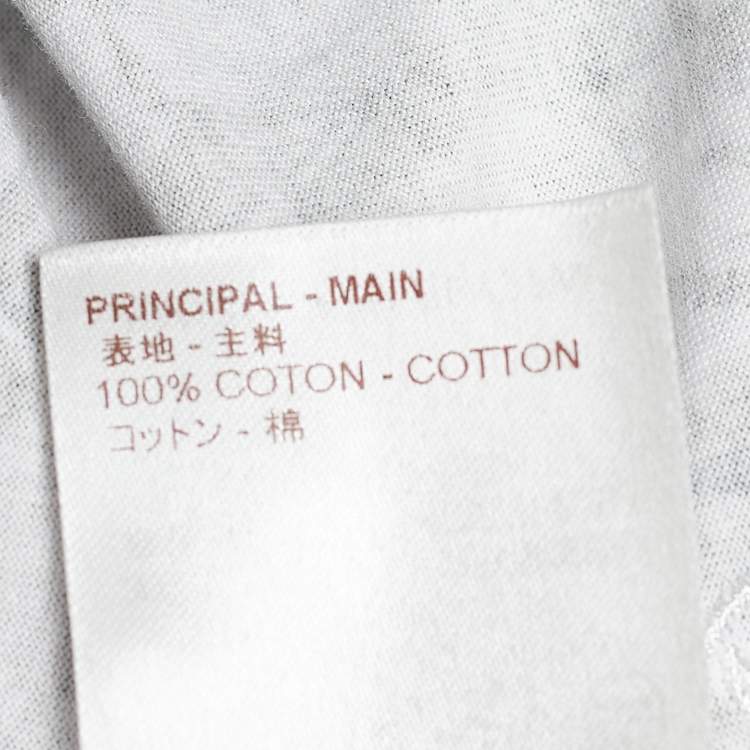 PRINCIPAL - MAIN
表地 - 主料
100% COTON - COTTON
コットン - 棉